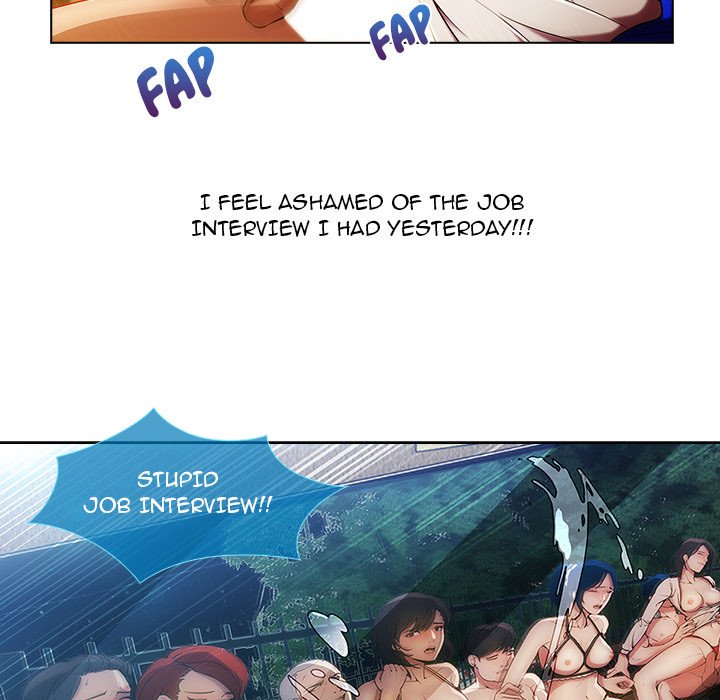 FAP
FAP
I FEEL ASHAMED OF THE JOB
INTERVIEW I HAD YESTERDAY!!!
STUPID
JOB INTERVIEW!!